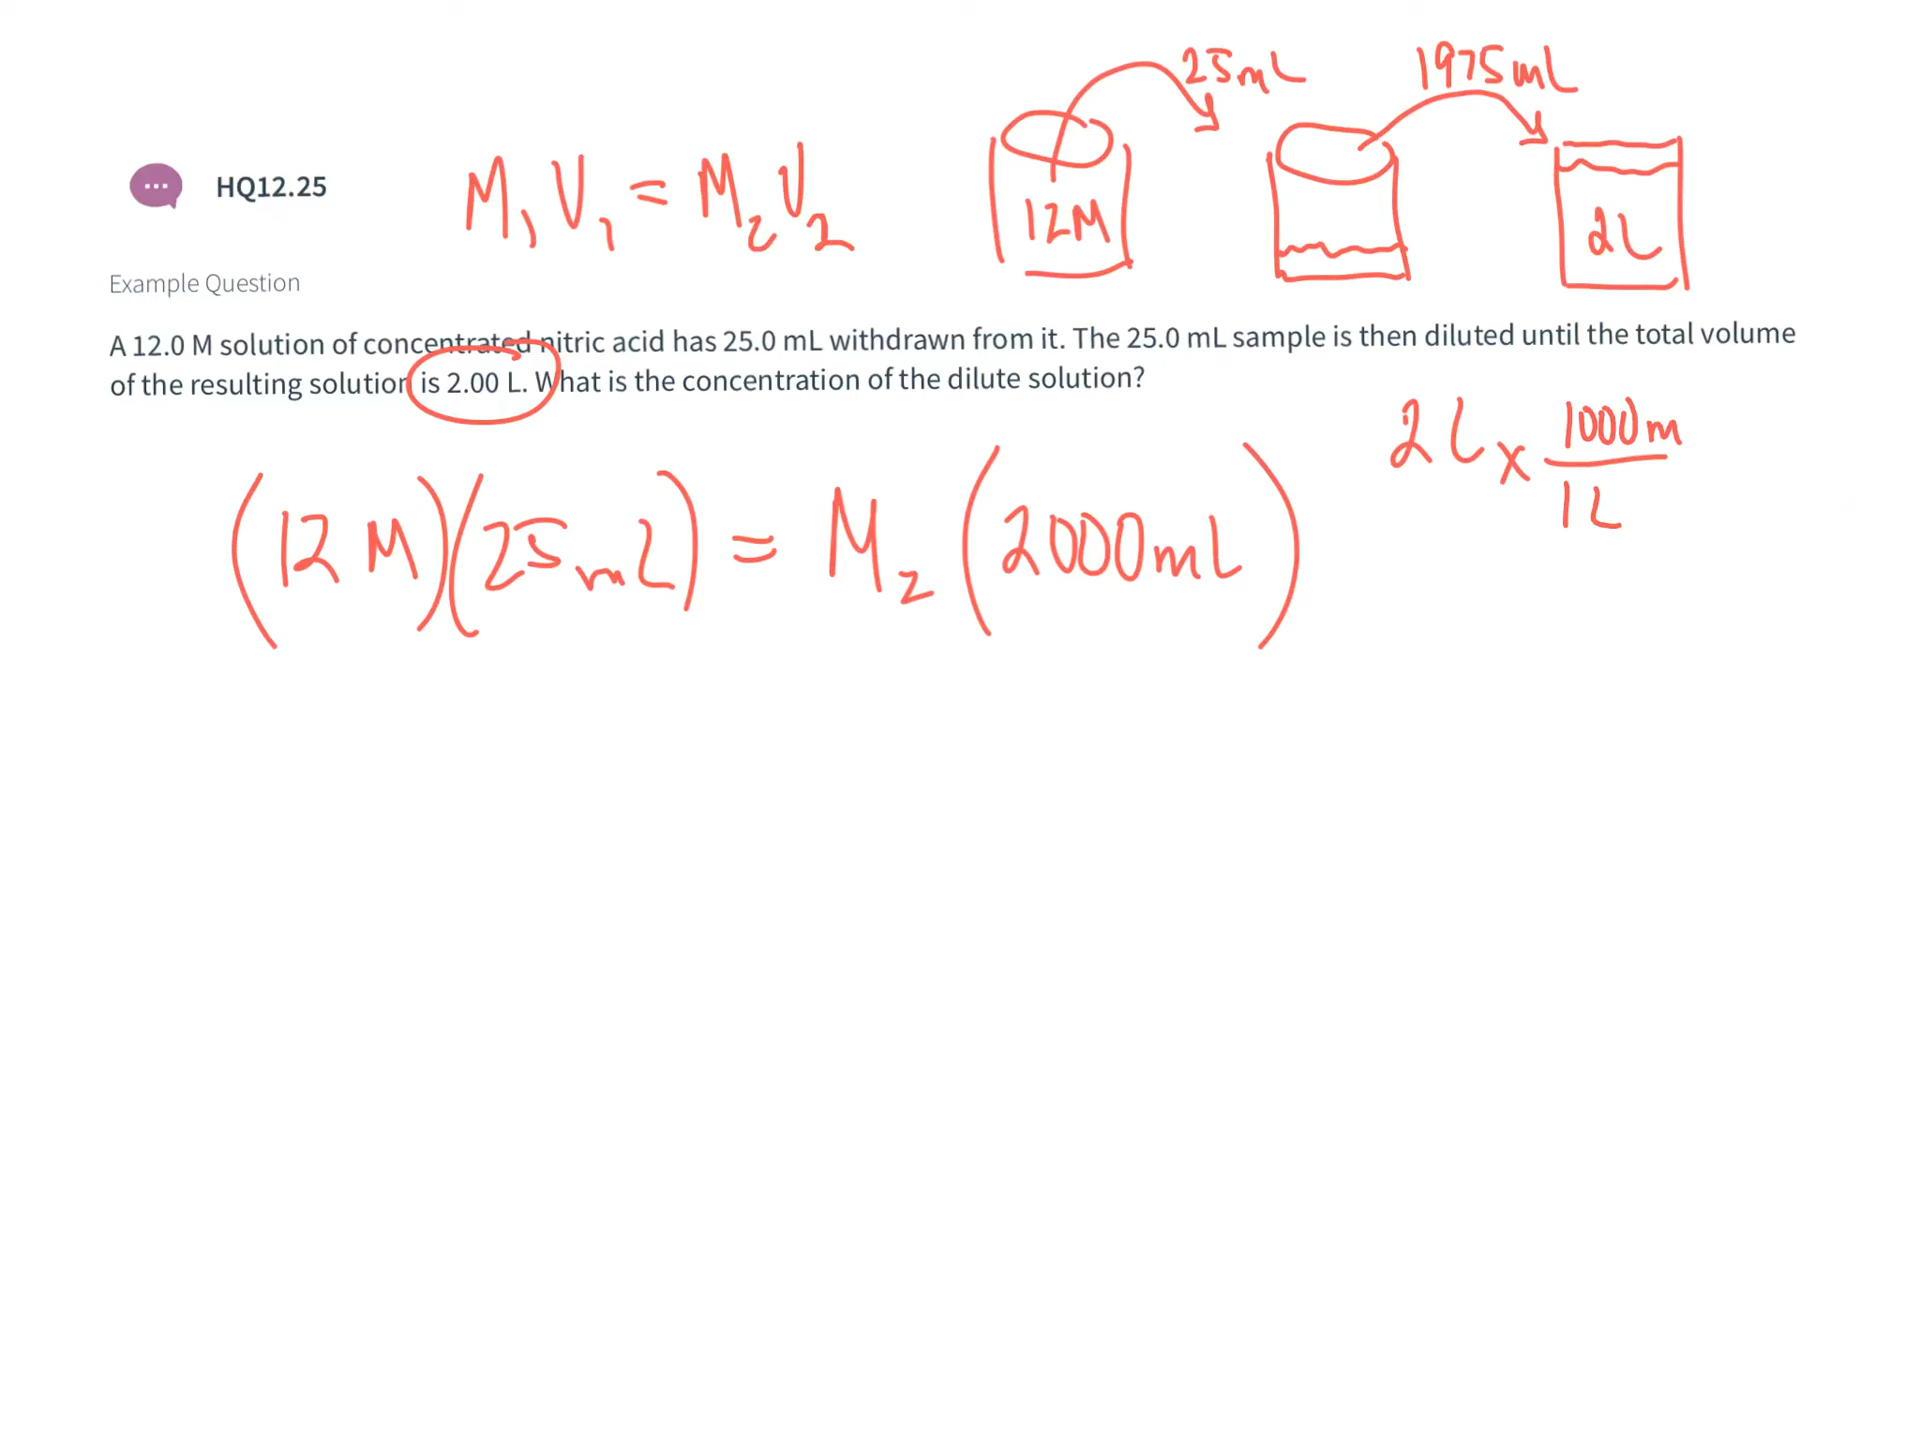 25mL 1975mL
HQ12.25 M₁V₁ = M₂V₂
12M 2L
Example Question
A 12.0 M solution of concentrated nitric acid has 25.0 mL withdrawn from it. The 25.0 mL sample is then diluted until the total volume
of the resulting solution is 2.00 L. What is the concentration of the dilute solution?
2L x 1000m
1L
(12 M)(25mL) = M₂(2000mL)